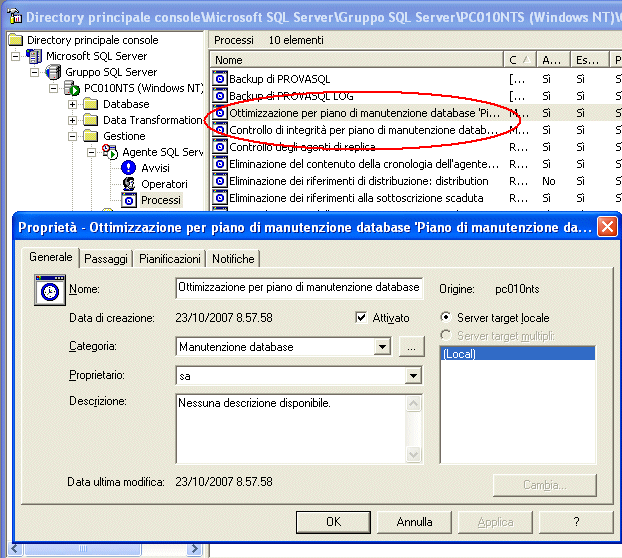 Directory principale console\Microsoft SQL Server\Gruppo SQL Server\PC010NTS (Windows NT)\
Directory principale console
Microsoft SQL Server
Gruppo SQL Server
PC010NTS (Windows NT)
Database
Data Transformation
Gestione
Agente SQL Serv
Avvisi
Operatori
Processi
Processi 10 elementi
Nome C A... Es... P
Backup di PROVASQL [... Sì Sì S
Backup di PROVASQL LOG [... Sì Sì S
Ottimizzazione per piano di manutenzione database 'Pi... M... Sì Sì S
Controllo di integrità per piano di manutenzione datab... M... Sì Sì S
Controllo degli agenti di replica R... Sì Sì S
Eliminazione del contenuto della cronologia dell'agente... R... Sì Sì S
Eliminazione dei riferimenti di distribuzione: distribution R... No Sì S
Eliminazione dei riferimenti alla sottoscrizione scaduta R... Sì Sì S
Proprietà - Ottimizzazione per piano di manutenzione database 'Piano di manutenzione da...
Generale Passaggi Pianificazioni Notifiche
Nome: Ottimizzazione per piano di manutenzione database
Origine: pc010nts
Data di creazione: 23/10/2007 8.57.58
Attivato
Server target locale
Server target multipli:
Categoria: Manutenzione database ...
(Local)
Proprietario: sa
Descrizione: Nessuna descrizione disponibile.
Data ultima modifica: 23/10/2007 8.57.58
Cambia...
OK Annulla Applica ?